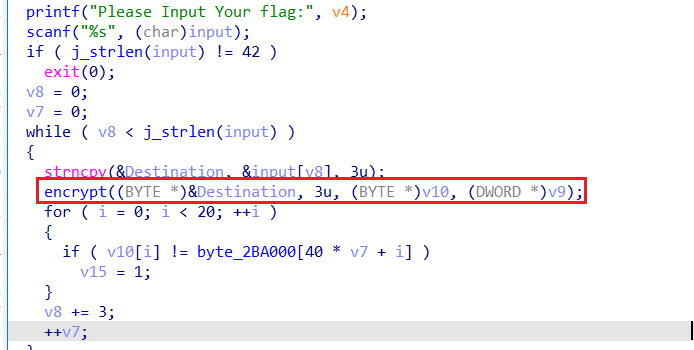 printf("Please Input Your flag:", v4);
scanf("%s", (char)input);
if ( j_strlen(input) != 42 )
exit(0);
v8 = 0;
v7 = 0;
while ( v8 < j_strlen(input) )
{
strncpy(&Destination, &input[v8], 3u);
encrypt((BYTE *)&Destination, 3u, (BYTE *)v10, (DWORD *)v9);
for ( i = 0; i < 20; ++i )
{
if ( v10[i] != byte_2BA000[40 * v7 + i] )
v15 = 1;
}
v8 += 3;
++v7;